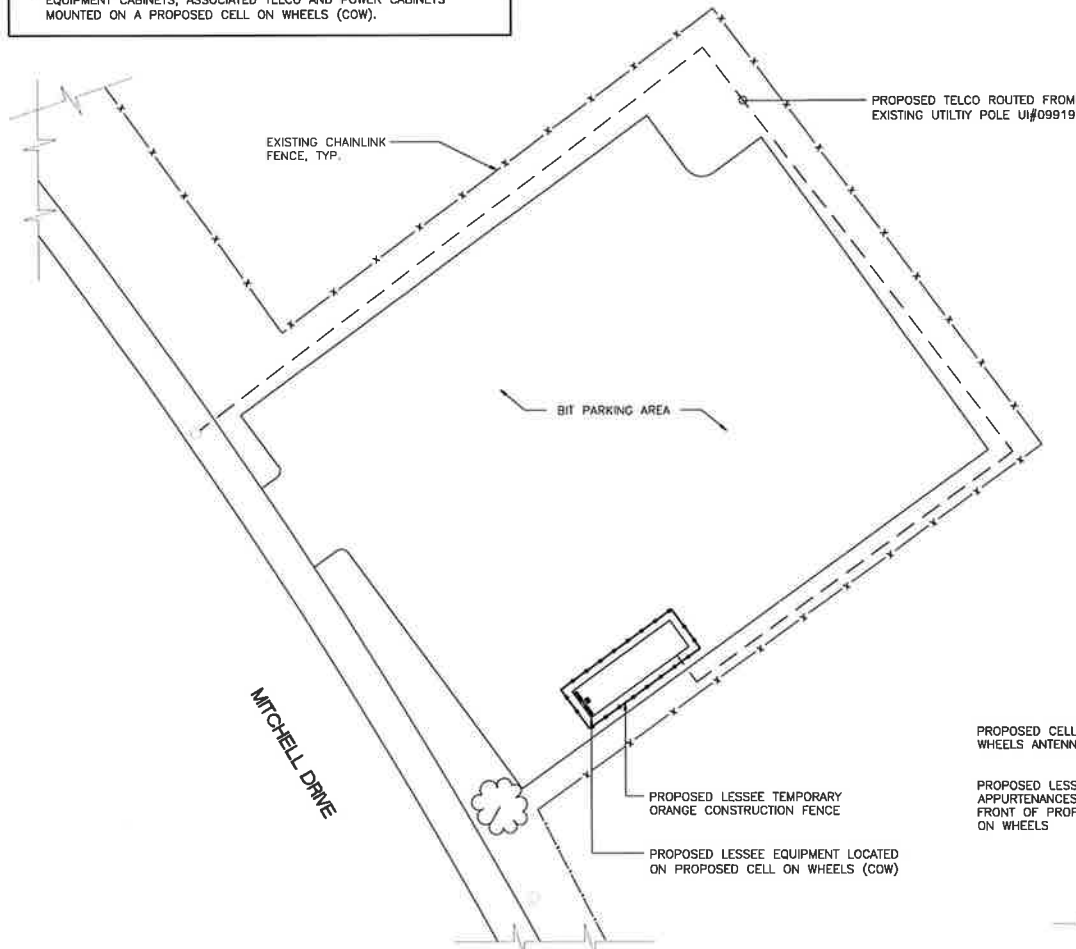 EQUIPMENT CABINETS, ASSOCIATED TELCO AND POWER CABINETS
MOUNTED ON A PROPOSED CELL ON WHEELS (COW).
PROPOSED TELCO ROUTED FROM
EXISTING UTILTIY POLE UI#09919
EXISTING CHAINLINK
FENCE, TYP.
BIT PARKING AREA
MITCHELL DRIVE
PROPOSED CELL
WHEELS ANTENN
PROPOSED LESS
APPURTENANCES
FRONT OF PROP
ON WHEELS
PROPOSED LESSEE TEMPORARY
ORANGE CONSTRUCTION FENCE
PROPOSED LESSEE EQUIPMENT LOCATED
ON PROPOSED CELL ON WHEELS (COW)